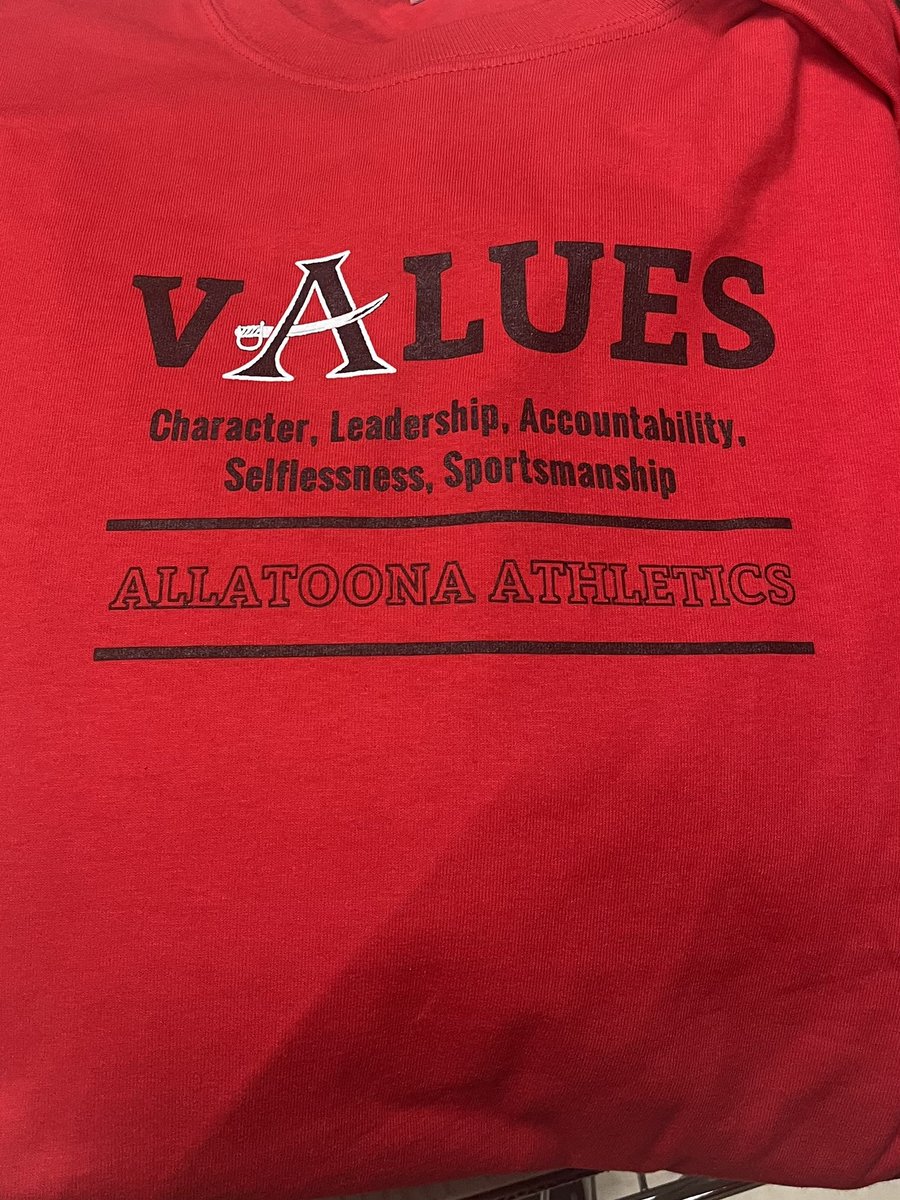 VALUES
Character, Leadership, Accountability,
Selflessness, Sportsmanship
ALLATOONA ATHLETICS